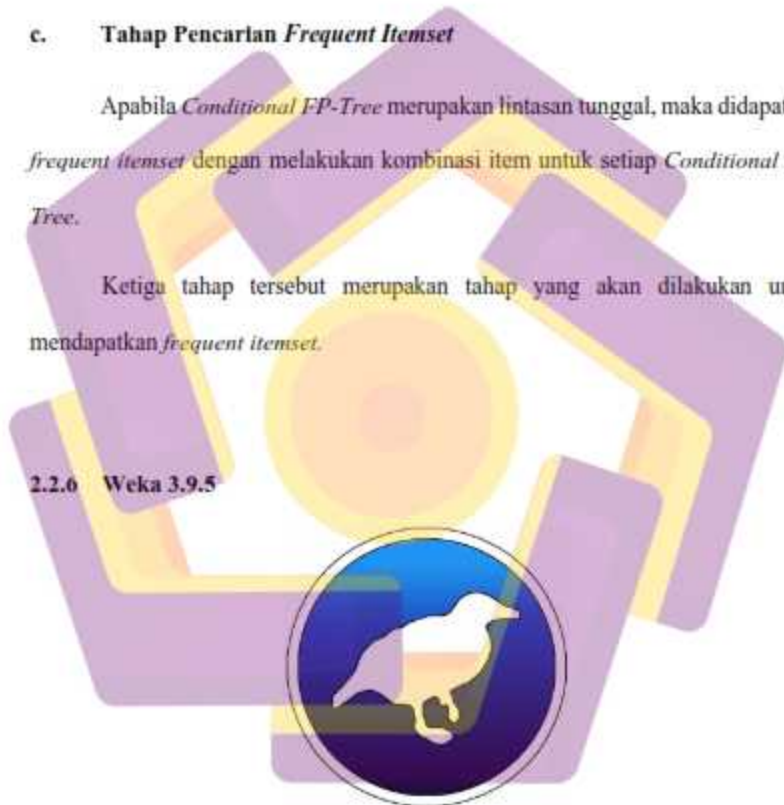 c. Tahap Pencarian Frequent Itemset
Apabila Conditional FP-Tree merupakan lintasan tunggal, maka didapat
frequent itemset dengan melakukan kombinasi item untuk setiap Conditional
Tree.
Ketiga tahap tersebut merupakan tahap yang akan dilakukan un
mendapatkan frequent itemset.
2.2.6 Weka 3.9.5